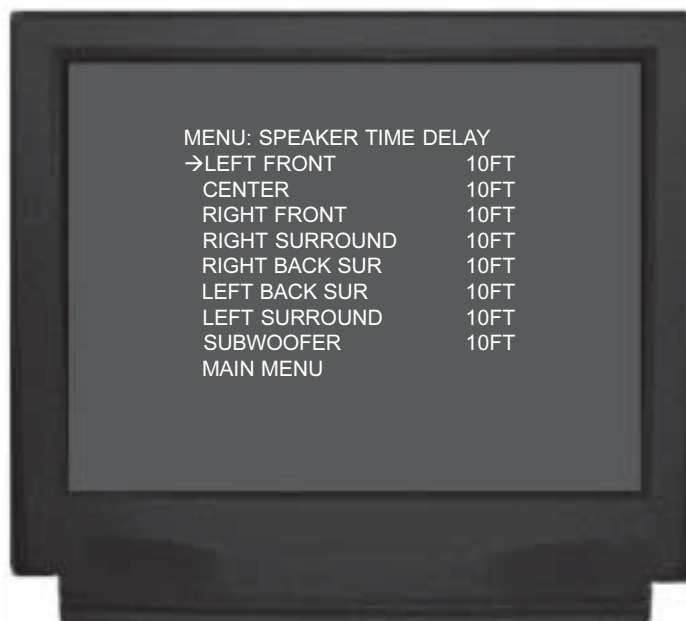 MENU: SPEAKER TIME DELAY
→LEFT FRONT 10FT
CENTER 10FT
RIGHT FRONT 10FT
RIGHT SURROUND 10FT
RIGHT BACK SUR 10FT
LEFT BACK SUR 10FT
LEFT SURROUND 10FT
SUBWOOFER 10FT
MAIN MENU